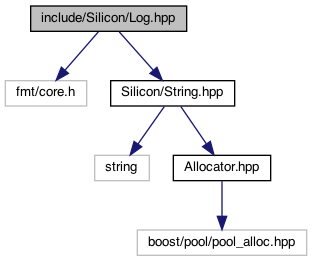 include/Silicon/Log.hpp
fmt/core.h
Silicon/String.hpp
string
Allocator.hpp
boost/pool/pool_alloc.hpp